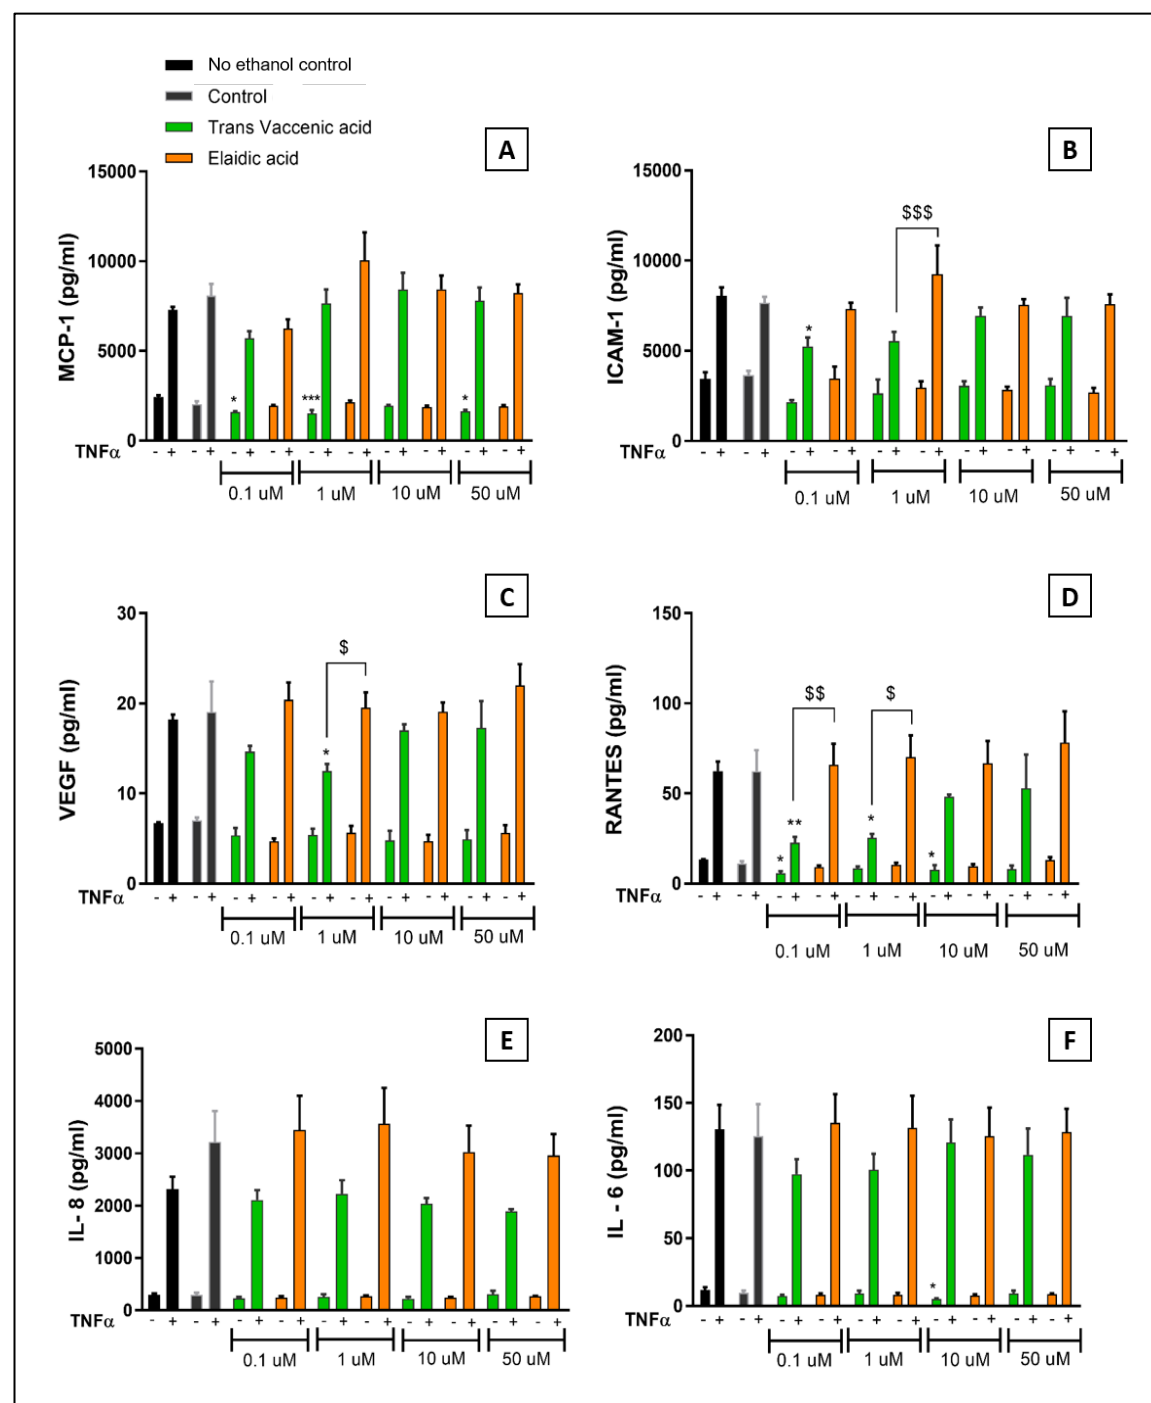 No ethanol control
Control
Trans Vaccenic acid
Elaidic acid
A
MCP-1 (pg/ml)
15000
10000
5000
0
TNFα - + - + - + - + - + - + - + - + - + - +
0.1 uM 1 uM 10 uM 50 uM
* *** *
B
ICAM-1 (pg/ml)
15000
10000
5000
0
$$$
*
TNFα - + - + - + - + - + - + - + - + - + - +
0.1 uM 1 uM 10 uM 50 uM
C
VEGF (pg/ml)
30
20
10
0
$
*
TNFα - + - + - + - + - + - + - + - + - + - +
0.1 uM 1 uM 10 uM 50 uM
D
RANTES (pg/ml)
150
100
50
0
$$ $
* ** * *
TNFα - + - + - + - + - + - + - + - + - + - +
0.1 uM 1 uM 10 uM 50 uM
E
IL- 8 (pg/ml)
5000
4000
3000
2000
1000
0
TNFα - + - + - + - + - + - + - + - + - + - +
0.1 uM 1 uM 10 uM 50 uM
F
IL - 6 (pg/ml)
200
150
100
50
0
*
TNFα - + - + - + - + - + - + - + - + - + - +
0.1 uM 1 uM 10 uM 50 uM